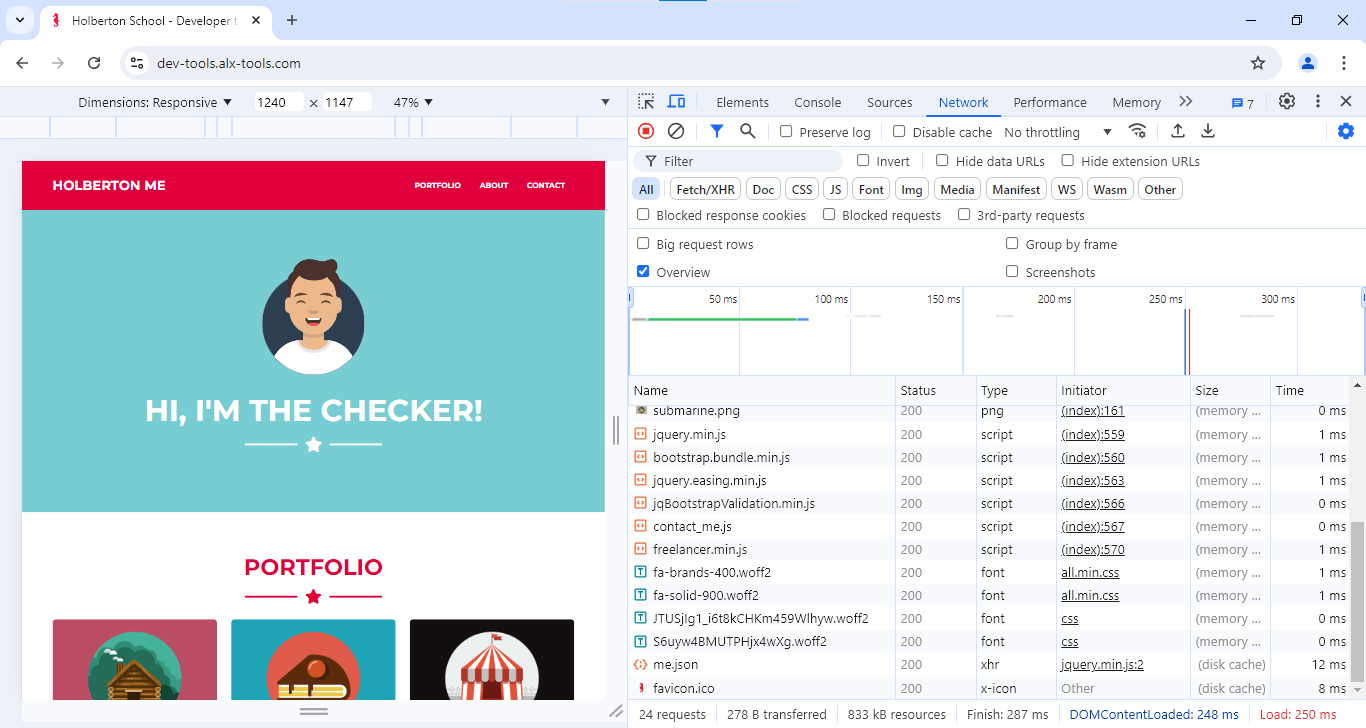 Holberton School - Developer t
dev-tools.alx-tools.com
Dimensions: Responsive 1240 × 1147 47%
Elements Console Sources Network Performance Memory 7
Preserve log Disable cache No throttling
Filter Invert Hide data URLs Hide extension URLs
All Fetch/XHR Doc CSS JS Font Img Media Manifest WS Wasm Other
Blocked response cookies Blocked requests 3rd-party requests
Big request rows Group by frame
Overview Screenshots
50 ms 100 ms 150 ms 200 ms 250 ms 300 ms
Name Status Type Initiator Size Time
submarine.png 200 png (index):161 (memory ... 0 ms
jquery.min.js 200 script (index):559 (memory ... 1 ms
bootstrap.bundle.min.js 200 script (index):560 (memory ... 1 ms
jquery.easing.min.js 200 script (index):563 (memory ... 1 ms
jqBootstrapValidation.min.js 200 script (index):566 (memory ... 0 ms
contact_me.js 200 script (index):567 (memory ... 0 ms
freelancer.min.js 200 script (index):570 (memory ... 1 ms
fa-brands-400.woff2 200 font all.min.css (memory ... 1 ms
fa-solid-900.woff2 200 font all.min.css (memory ... 1 ms
JTUSjIg1_i6t8kCHKm459Wlhyw.woff2 200 font css (memory ... 0 ms
S6uyw4BMUTPHjx4wXg.woff2 200 font css (memory ... 0 ms
me.json 200 xhr jquery.min.js:2 (disk cache) 12 ms
favicon.ico 200 x-icon Other (disk cache) 8 ms
24 requests 278 B transferred 833 kB resources Finish: 287 ms DOMContentLoaded: 248 ms Load: 250 ms
HOLBERTON ME PORTFOLIO ABOUT CONTACT
HI, I'M THE CHECKER!
PORTFOLIO